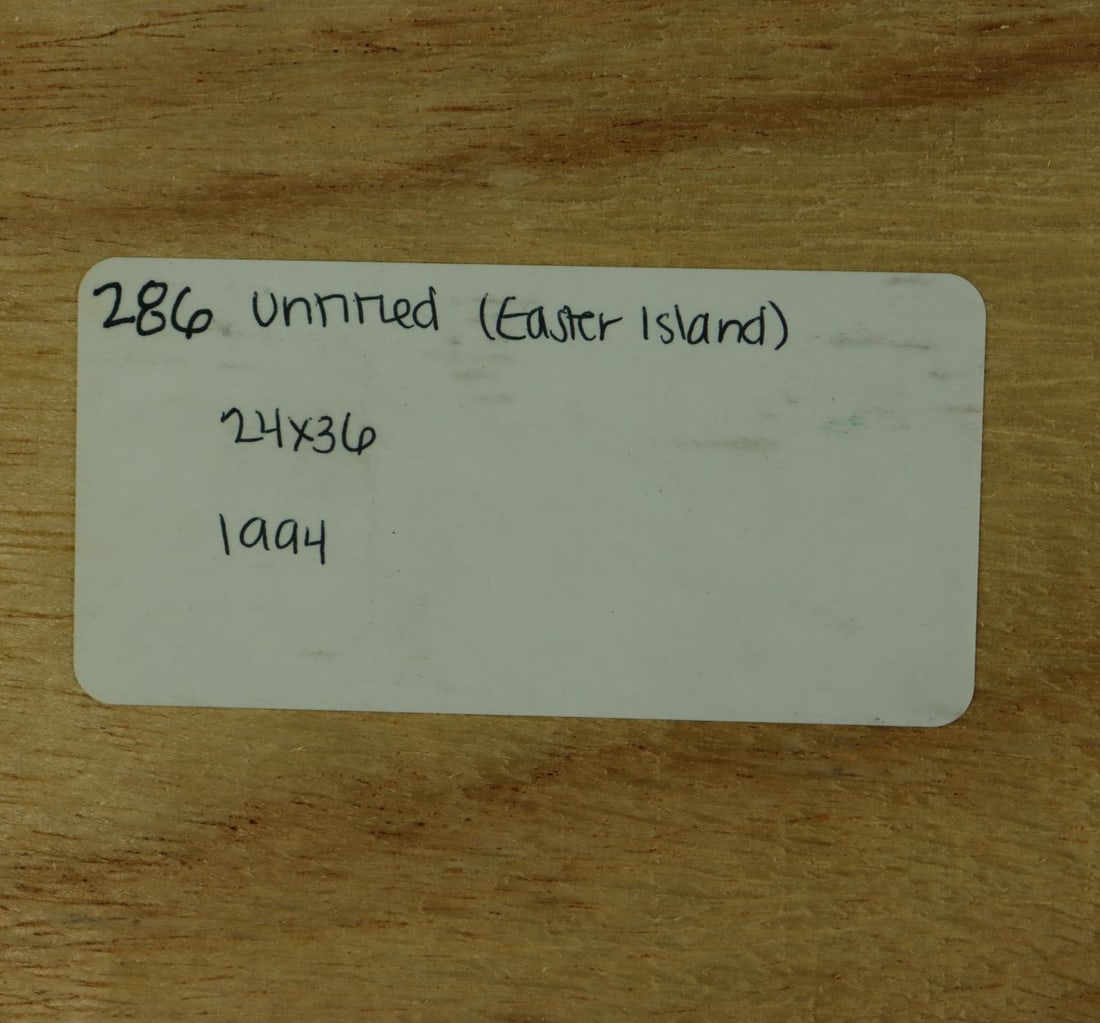 286 untitled (Easter Island)
24x36
1994